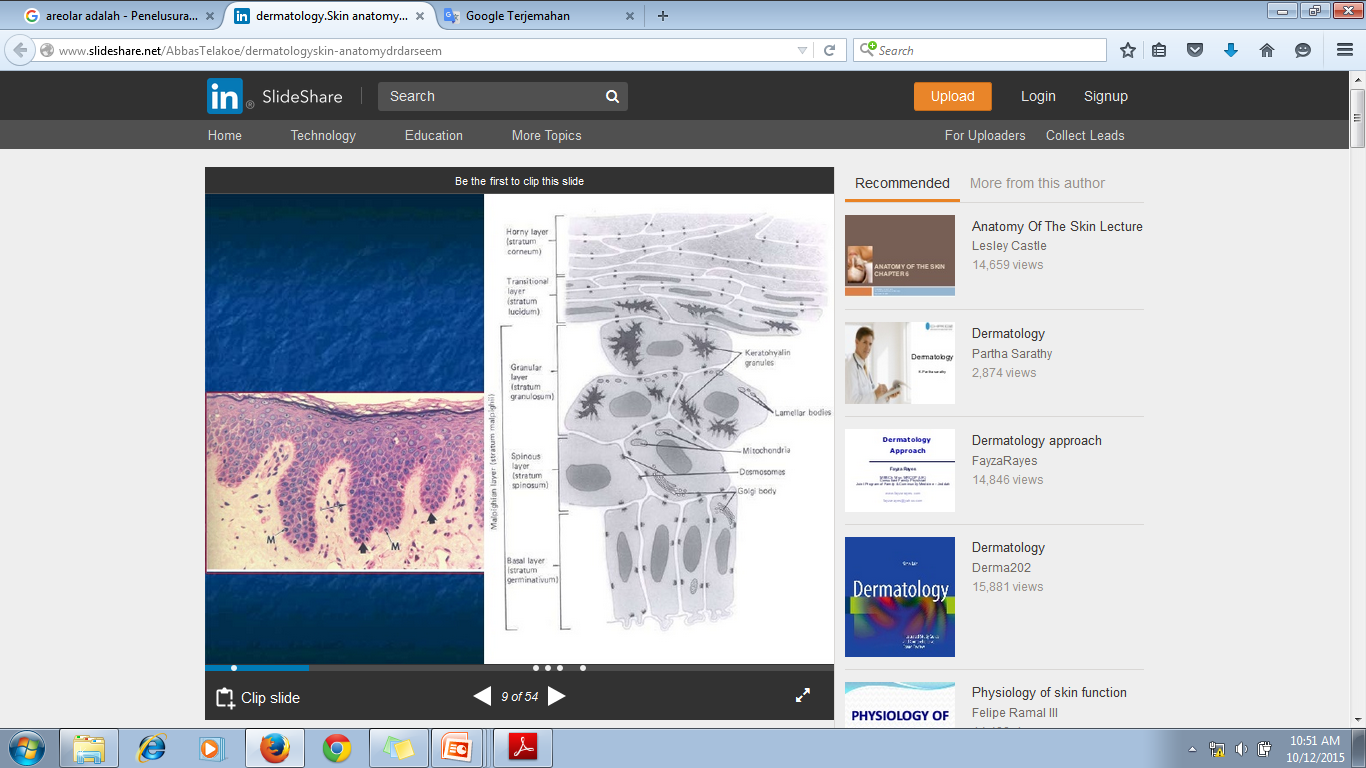 areolar adalah - Penelusura...
dermatology.Skin anatomy...
Google Terjemahan
www.slideshare.net/AbbasTelakoe/dermatologyskin-anatomydrdarseem
Search
in
SlideShare
Search
Upload
Login
Signup
Home
Technology
Education
More Topics
For Uploaders
Collect Leads
Be the first to clip this slide
Horny layer
(stratum
corneum)
Transitional
layer
(stratum
lucidum)
Granular
layer
(stratum
granulosum)
Spinous
layer
(stratum
spinosum)
Basal layer
(stratum
germinativum)
Malpighian layer (stratum malpighii)
Keratohyalin
granules
Lamellar bodies
Mitochondria
Desmosomes
Golgi body
M
M
Clip slide
9 of 54
Recommended
More from this author
ANATOMY OF THE SKIN
CHAPTER 6
Anatomy Of The Skin Lecture
Lesley Castle
14,659 views
Dermatology
Dermatology
Partha Sarathy
2,874 views
Dermatology
Approach
Fayza Rayes
Dermatology approach
FayzaRayes
14,846 views
Dermatology
Dermatology
Derma202
15,881 views
PHYSIOLOGY OF
Physiology of skin function
Felipe Ramal III
10:51 AM
10/12/2015